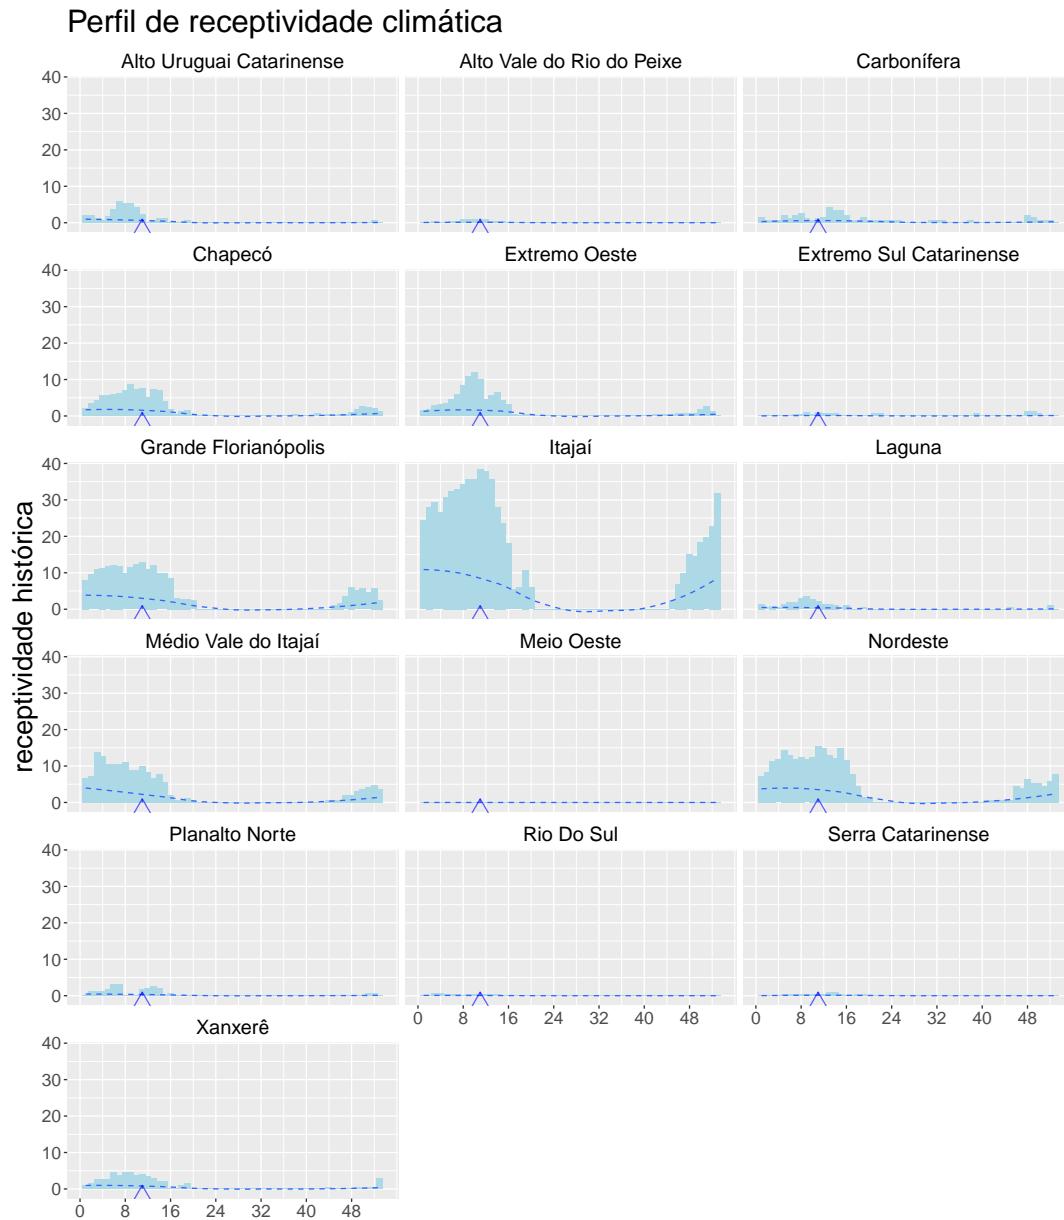 Perfil de receptividade climática
Alto Uruguai Catarinense
Alto Vale do Rio do Peixe
Carbonífera
40
30
20
10
0
Chapecó
Extremo Oeste
Extremo Sul Catarinense
40
30
20
10
0
Grande Florianópolis
Itajaí
Laguna
40
30
20
10
0
receptividade histórica
Médio Vale do Itajaí
Meio Oeste
Nordeste
40
30
20
10
0
Planalto Norte
Rio Do Sul
Serra Catarinense
40
30
20
10
0
0 8 16 24 32 40 48
0 8 16 24 32 40 48
Xanxerê
40
30
20
10
0
0 8 16 24 32 40 48